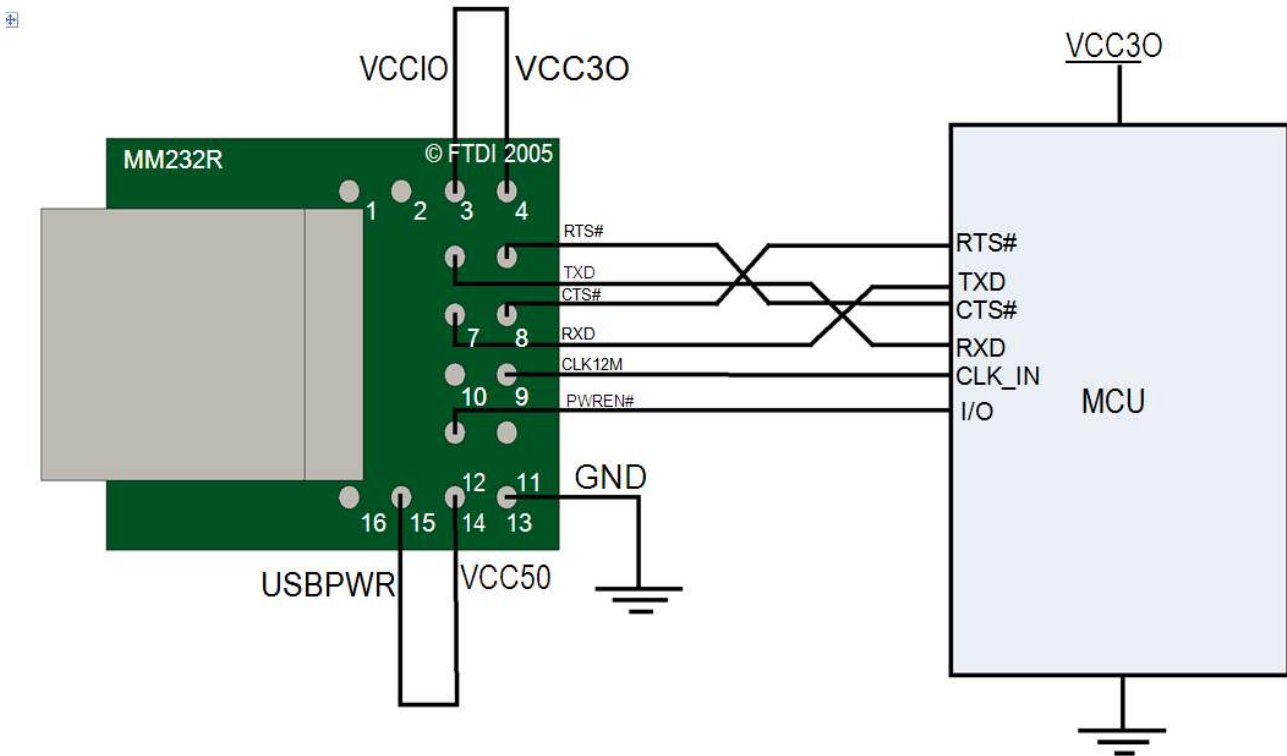 VCCIO VCC3O
VCC3O
MM232R © FTDI 2005
1 2 3 4
RTS#
TXD
CTS#
RXD
CLK12M
PWREN#
7 8
10 9
12 11
16 15 14 13
GND
USBPWR VCC50
RTS#
TXD
CTS#
RXD
CLK_IN
I/O
MCU